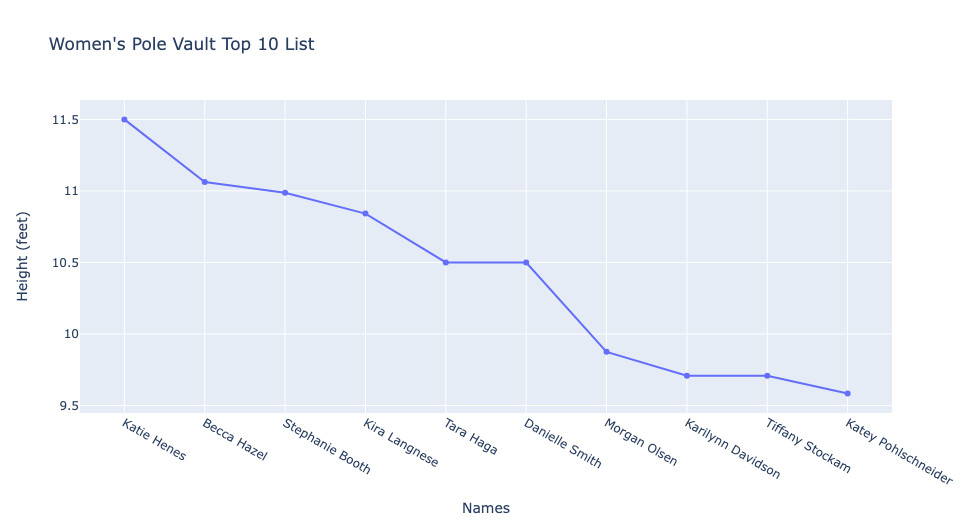 Women's Pole Vault Top 10 List
Height (feet)
11.5
11
10.5
10
9.5
Katie Henes
Becca Hazel
Stephanie Booth
Kira Langnese
Tara Haga
Danielle Smith
Morgan Olsen
Karilynn Davidson
Tiffany Stockam
Katey Pohlschneider
Names